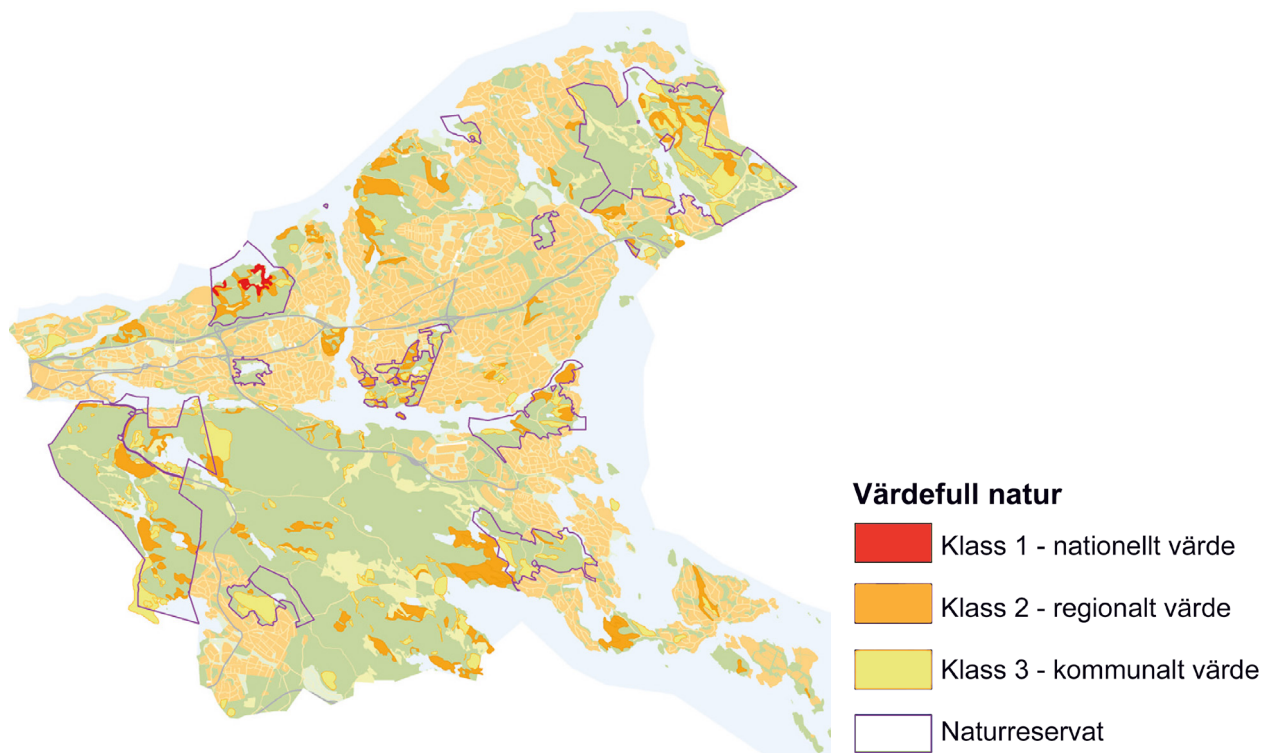 Värdefull natur
Klass 1 - nationellt värde
Klass 2 - regionalt värde
Klass 3 - kommunalt värde
Naturreservat